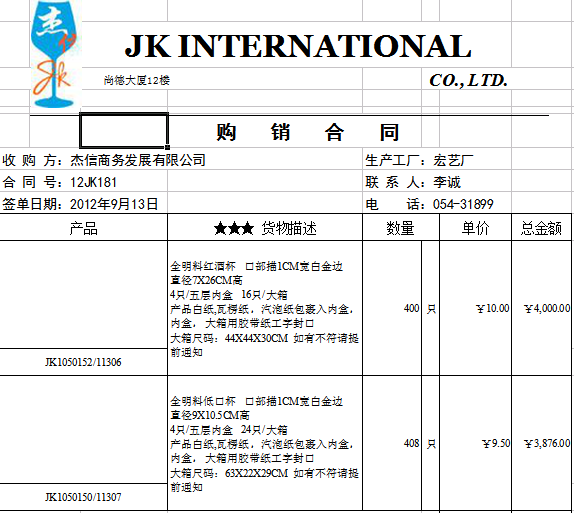 杰信
JK
JK INTERNATIONAL
尚德大厦12楼
CO., LTD.
购 销 合 同
收 购 方：杰信商务发展有限公司 生产工厂：宏艺厂
合 同 号：12JK181 联 系 人：李诚
签单日期：2012年9月13日 电 话：054-31899
产品 ★★★ 货物描述 数量 单价 总金额
全明料红酒杯 口部描1CM宽白金边
直径7X26CM高
4只/五层内盒 16只/大箱
产品白纸,瓦楞纸，汽泡纸包裹入内盒，
内盒， 大箱用胶带纸工字封口
大箱尺码：44X44X30CM 如有不符请提
前通知
400 只 ￥10.00 ￥4,000.00
JK1050152/11306
全明料低口杯 口部描1CM宽白金边
直径9X10.5CM高
4只/五层内盒 24只/大箱
产品白纸,瓦楞纸，汽泡纸包裹入内盒，
内盒， 大箱用胶带纸工字封口
大箱尺码：63X22X29CM 如有不符请提
前通知
408 只 ￥9.50 ￥3,876.00
JK1050150/11307